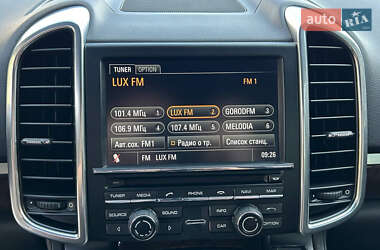 auto RIA
TUNER OPTION
LUX FM
FM 1
101.4 МГц 1
LUX FM 2
GORODFM 3
106.9 МГц 4
107.4 МГц 5
MELODIA 6
Авт.сох. FM1
Радио о тр.
Список станц.
FM LUX FM
09:26
TUNER MEDIA PHONE NAVI MAP
SOURCE SOUND INFO CAR OPTION